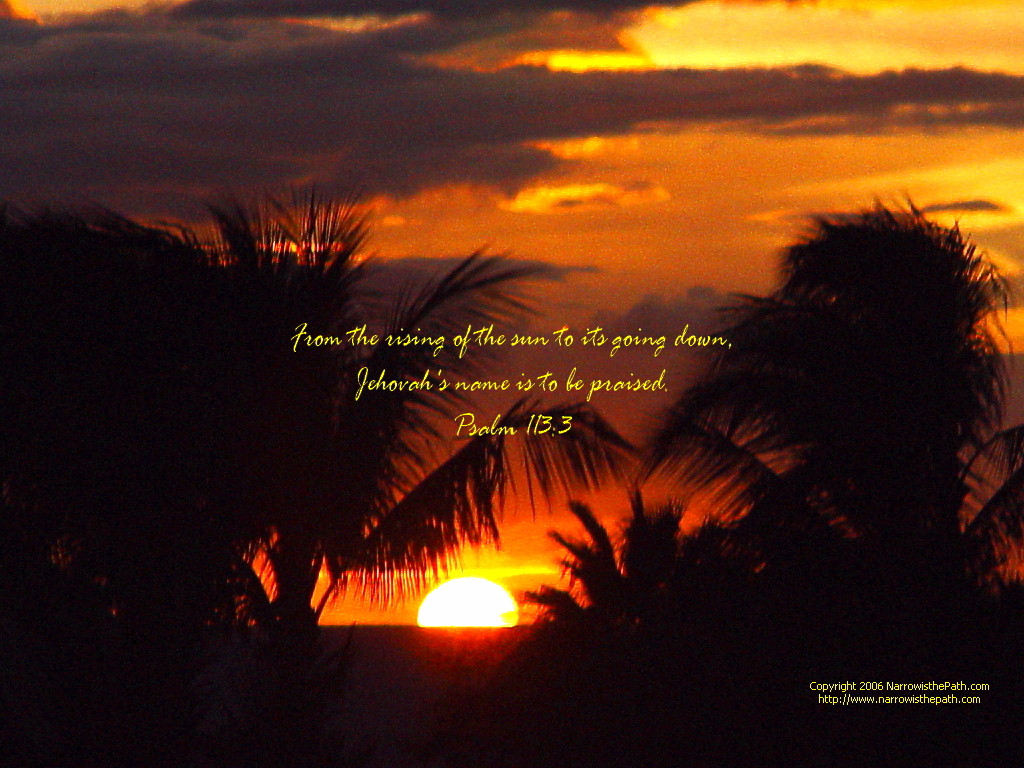 From the rising of the sun to its going down,
Jehovah's name is to be praised.
Psalm 113:3
Copyright 2006 NarrowisthePath.com
http://www.narrowisthepath.com